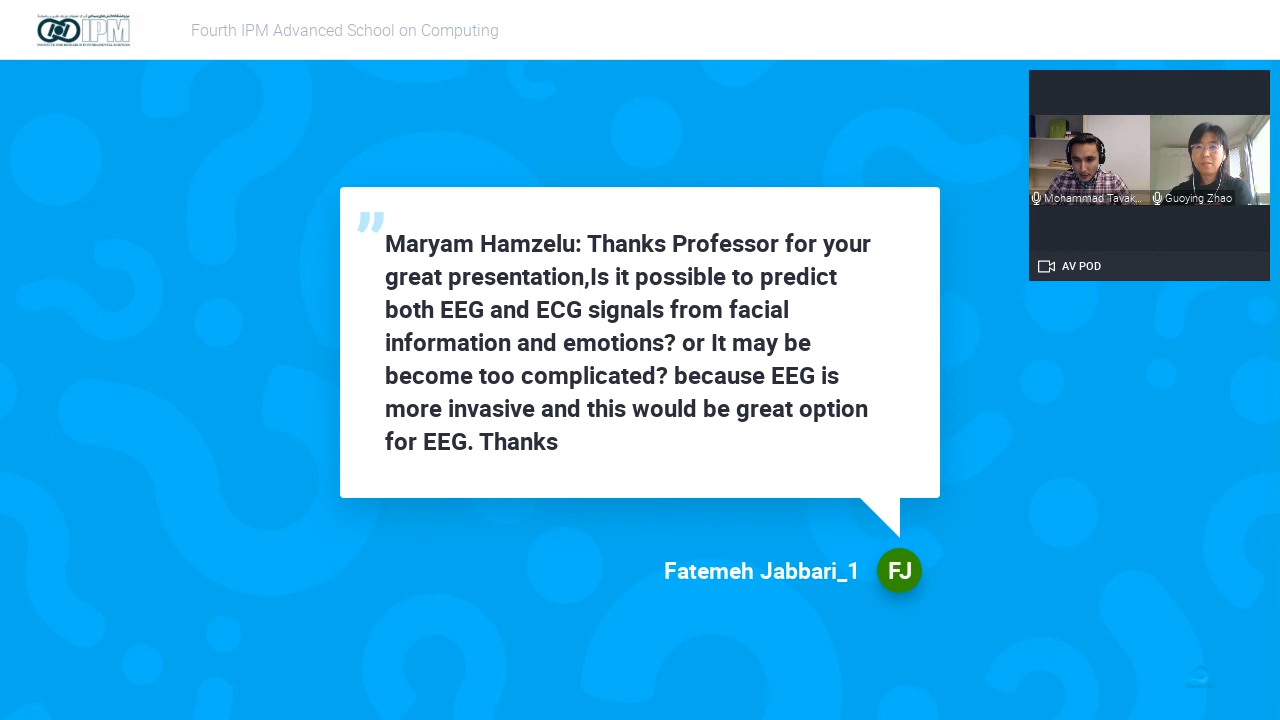 IPM
Fourth IPM Advanced School on Computing
Mohammad Tavak...
Guoying Zhao
AV POD
Maryam Hamzelu: Thanks Professor for your
great presentation,Is it possible to predict
both EEG and ECG signals from facial
information and emotions? or It may be
become too complicated? because EEG is
more invasive and this would be great option
for EEG. Thanks
Fatemeh Jabbari_1
FJ